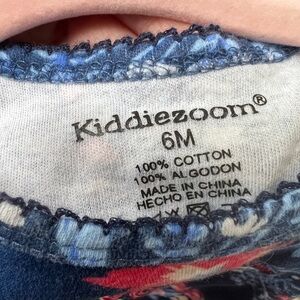 Kiddiezoom®
6M
100% COTTON
100% ALGODON
MADE IN CHINA
HECHO EN CHINA